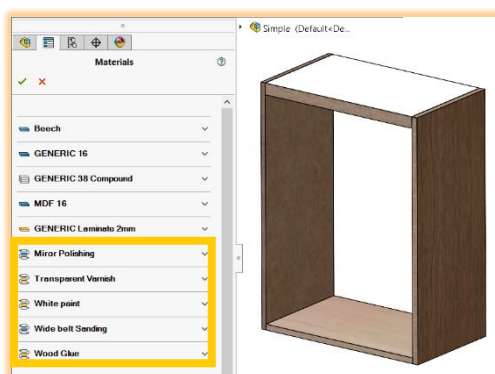 Simple (Default<De...
Materials
Beech
GENERIC 16
GENERIC 38 Compound
MDF 16
GENERIC Laminate 2mm
Miror Polishing
Transparent Varnish
White paint
Wide belt Sanding
Wood Glue